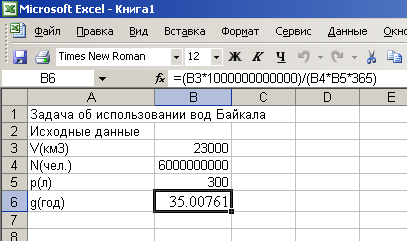 Microsoft Excel - Книга1
Файл Правка Вид Вставка Формат Сервис Данные Окно
Times New Roman 12 Ж К Ч
B6 fx =(B3*1000000000000)/(B4*B5*365)
A B C D E
1 Задача об использовании вод Байкала
2 Исходные данные
3 V(км3) 23000
4 N(чел.) 6000000000
5 p(л) 300
6 g(год) 35.00761
7
8